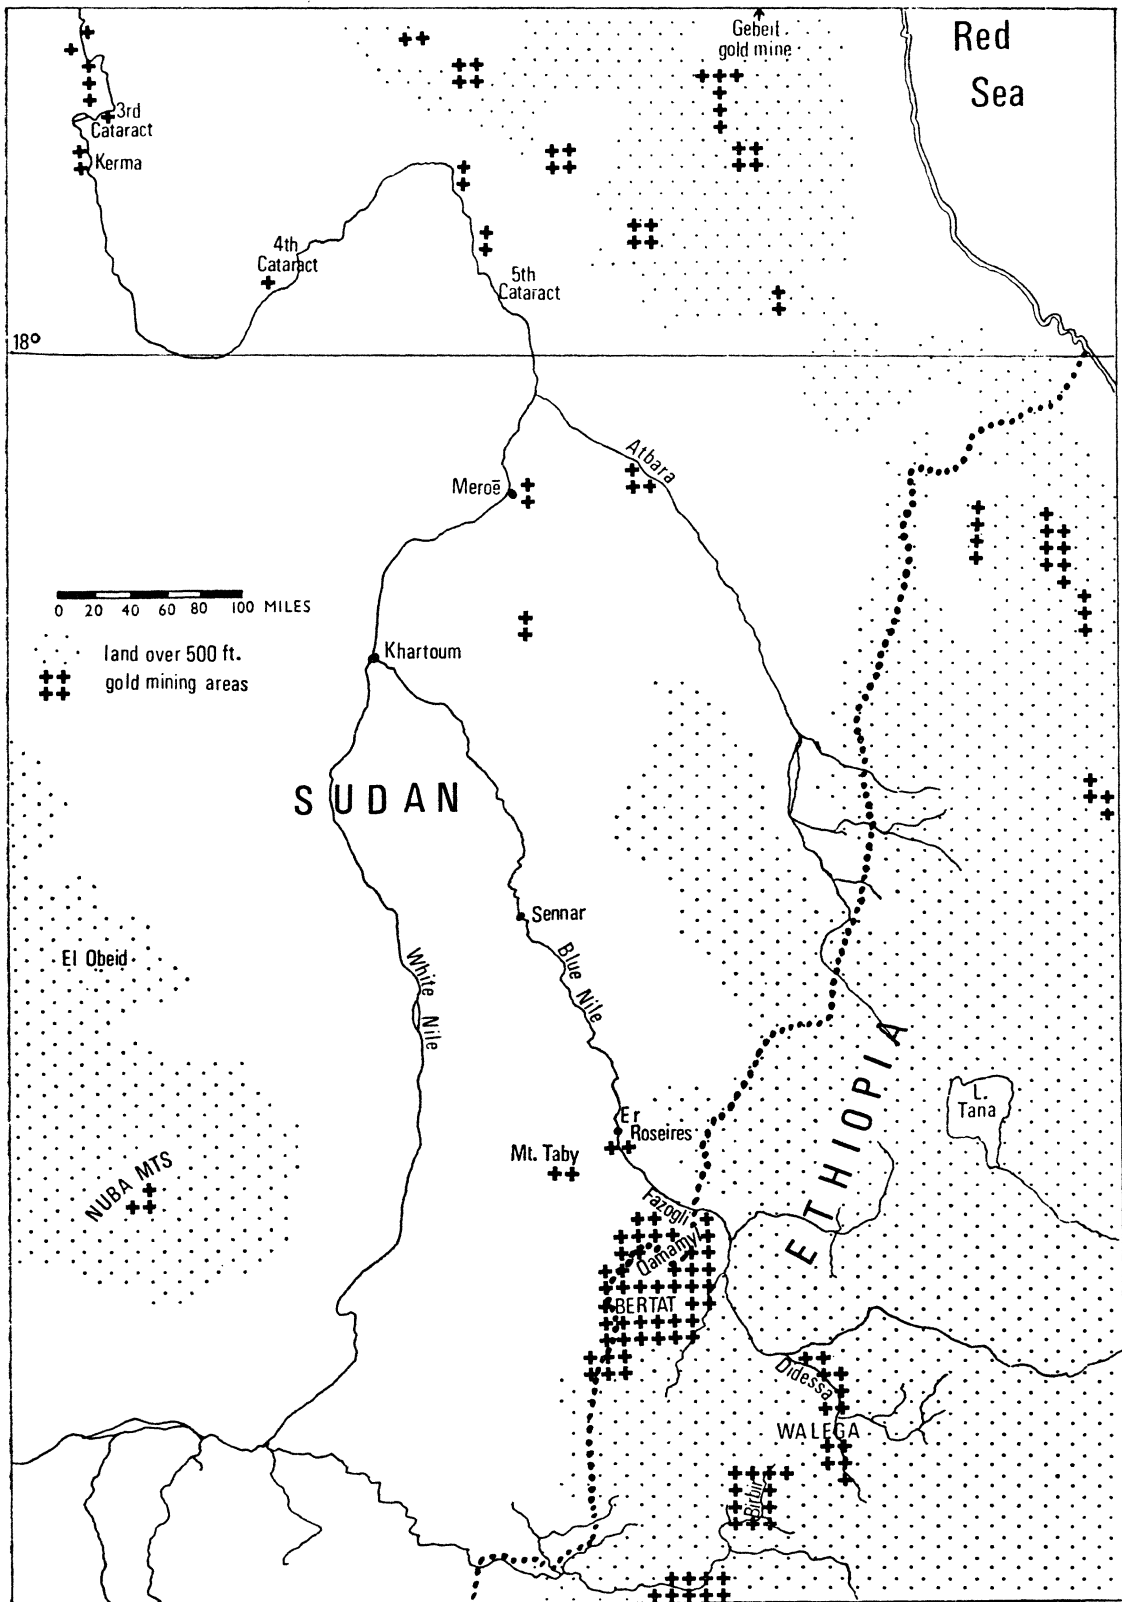 Gebeit
gold mine
Red
Sea
3rd
Cataract
Kerma
4th
Cataract
5th
Cataract
18°
Atbara
Meroē
0 20 40 60 80 100 MILES
land over 500 ft.
gold mining areas
Khartoum
SUDAN
Sennar
El Obeid
White Nile
Blue Nile
ETHIOPIA
L.
Tana
Er
Roseires
Mt. Taby
NUBA MTS
Fazogli
Qamamyl
BERTAT
Didessa
WALEGA
Birbir